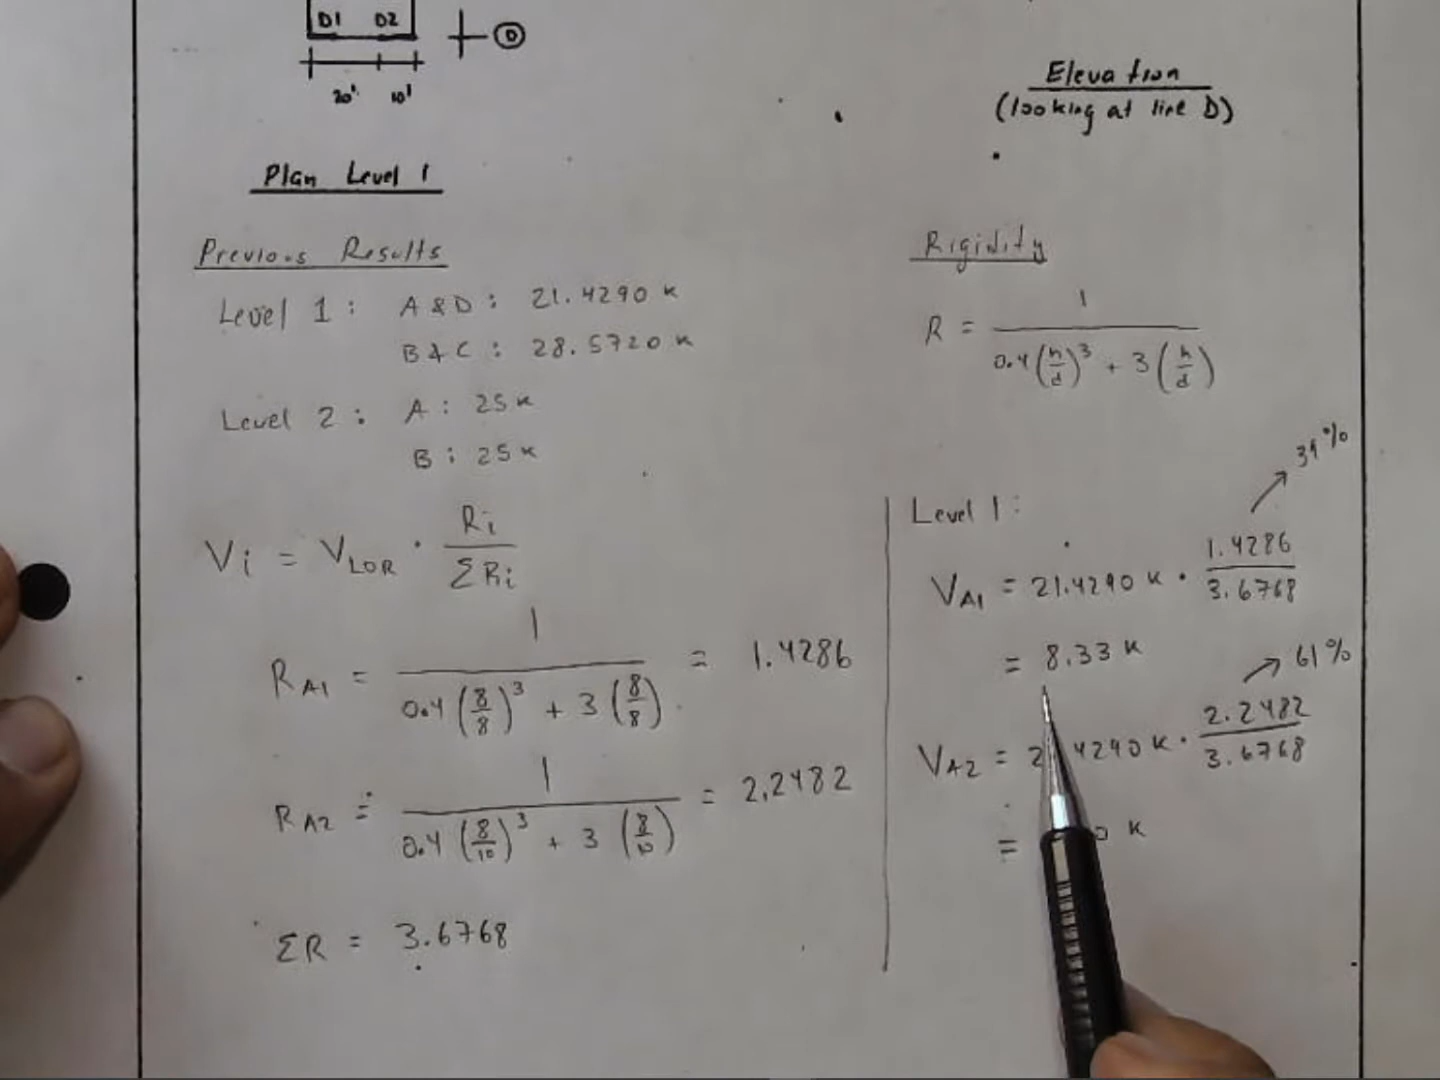 D1 D2
D
20' 10'
Elevation
(looking at line D)
Plan Level 1
Previous Results
Level 1: A & D: 21.4290 k
B & C: 28.5720 k
Level 2: A: 25 k
B: 25 k
Vi = VLOR · Ri / ΣRi
RA1 = 1 / 0.4 (8/8)³ + 3 (8/8) = 1.4286
RA2 = 1 / 0.4 (8/10)³ + 3 (8/10) = 2.2482
ΣR = 3.6768
Rigidity
R = 1 / 0.4 (h/d)³ + 3 (h/d)
Level 1:
39%
VA1 = 21.4290 k · 1.4286 / 3.6768
= 8.33 k
61%
VA2 = 2 4290 k · 2.2482 / 3.6768
= 0 k